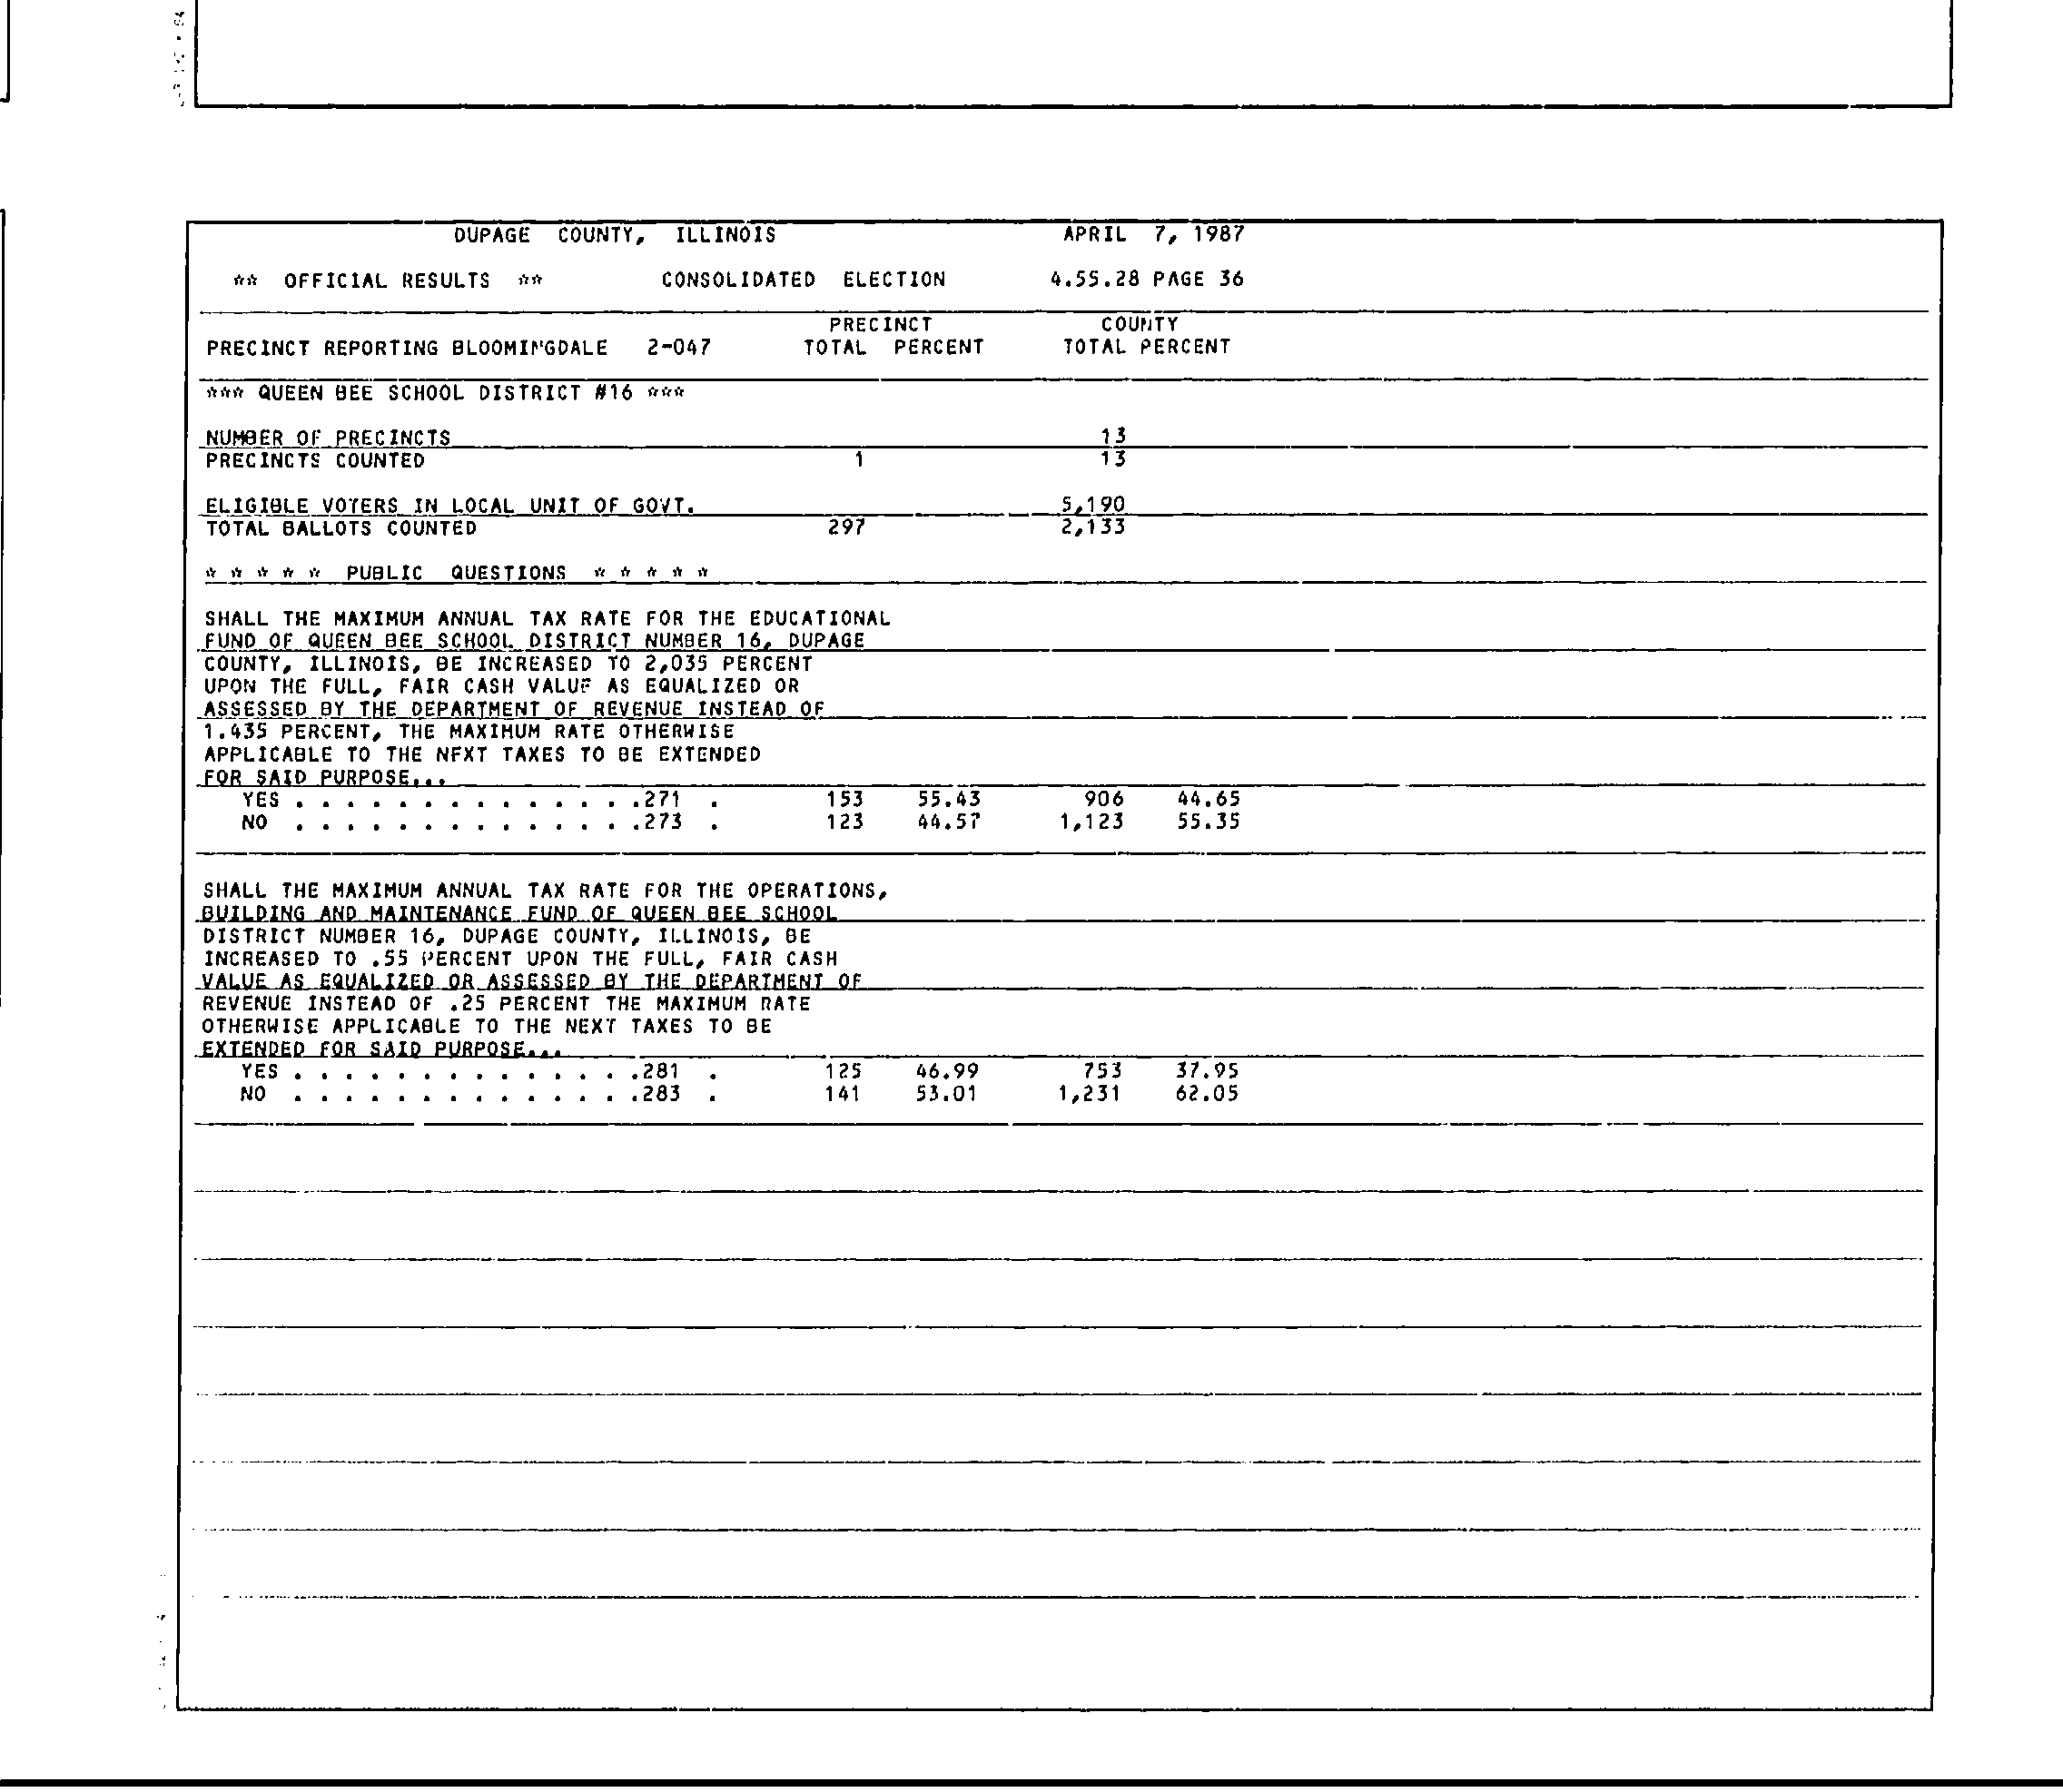 DUPAGE COUNTY, ILLINOIS APRIL 7, 1987
** OFFICIAL RESULTS ** CONSOLIDATED ELECTION 4.55.28 PAGE 36
PRECINCT COUNTY
PRECINCT REPORTING BLOOMINGDALE 2-047 TOTAL PERCENT TOTAL PERCENT
*** QUEEN BEE SCHOOL DISTRICT #16 ***
NUMBER OF PRECINCTS 13
PRECINCTS COUNTED 1 13
ELIGIBLE VOTERS IN LOCAL UNIT OF GOVT. 5,190
TOTAL BALLOTS COUNTED 297 2,133
* * * * * PUBLIC QUESTIONS * * * * *
SHALL THE MAXIMUM ANNUAL TAX RATE FOR THE EDUCATIONAL
FUND OF QUEEN BEE SCHOOL DISTRICT NUMBER 16, DUPAGE
COUNTY, ILLINOIS, BE INCREASED TO 2,035 PERCENT
UPON THE FULL, FAIR CASH VALUE AS EQUALIZED OR
ASSESSED BY THE DEPARTMENT OF REVENUE INSTEAD OF
1.435 PERCENT, THE MAXIMUM RATE OTHERWISE
APPLICABLE TO THE NEXT TAXES TO BE EXTENDED
FOR SAID PURPOSE...
YES . . . . . . . . . . . . . .271 . 153 55.43 906 44.65
NO . . . . . . . . . . . . . .273 . 123 44.57 1,123 55.35
SHALL THE MAXIMUM ANNUAL TAX RATE FOR THE OPERATIONS,
BUILDING AND MAINTENANCE FUND OF QUEEN BEE SCHOOL
DISTRICT NUMBER 16, DUPAGE COUNTY, ILLINOIS, BE
INCREASED TO .55 PERCENT UPON THE FULL, FAIR CASH
VALUE AS EQUALIZED OR ASSESSED BY THE DEPARTMENT OF
REVENUE INSTEAD OF .25 PERCENT THE MAXIMUM RATE
OTHERWISE APPLICABLE TO THE NEXT TAXES TO BE
EXTENDED FOR SAID PURPOSE...
YES . . . . . . . . . . . . . .281 . 125 46.99 753 37.95
NO . . . . . . . . . . . . . .283 . 141 53.01 1,231 62.05